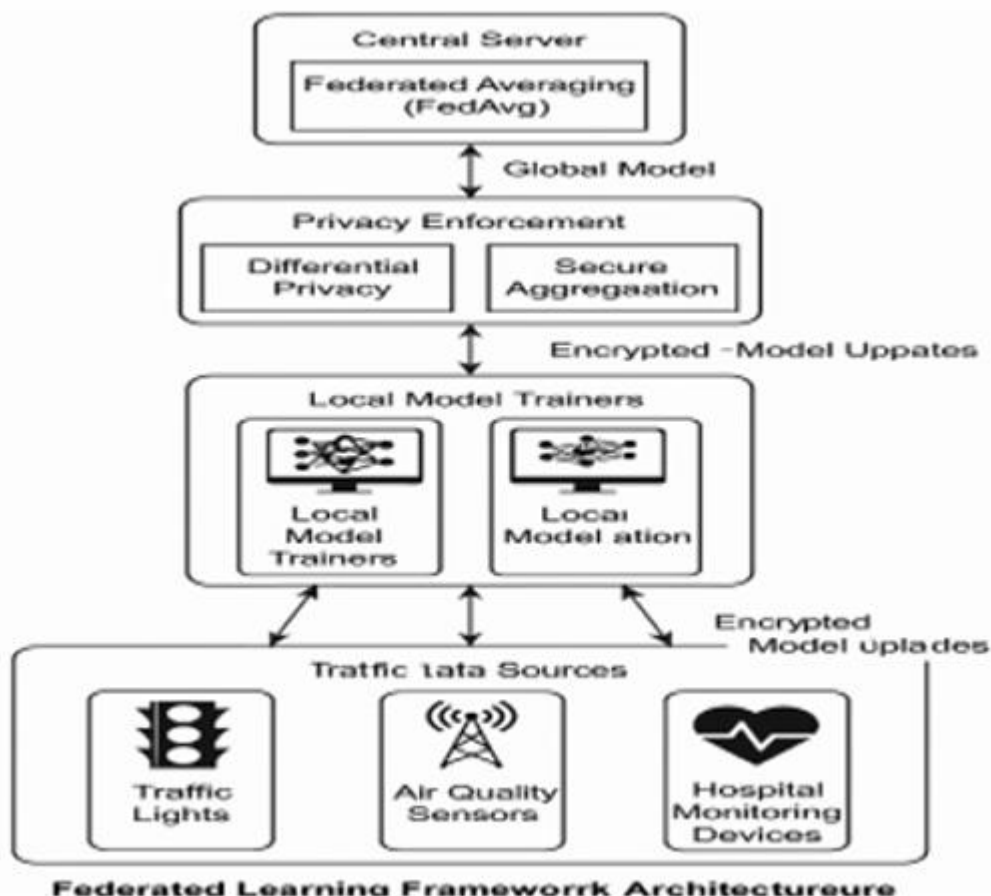 Central Server
Federated Averaging
(FedAvg)
Global Model
Privacy Enforcement
Differential
Privacy
Secure
Aggregaation
Encrypted -Model Uppates
Local Model Trainers
Local
Model
Trainers
Local
Model ation
Encrypted
Model uplades
Traffic 1ata Sources
Traffic
Lights
Air Quality
Sensors
Hospital
Monitoring
Devices
Federated Learning Frameworrk Architectureure